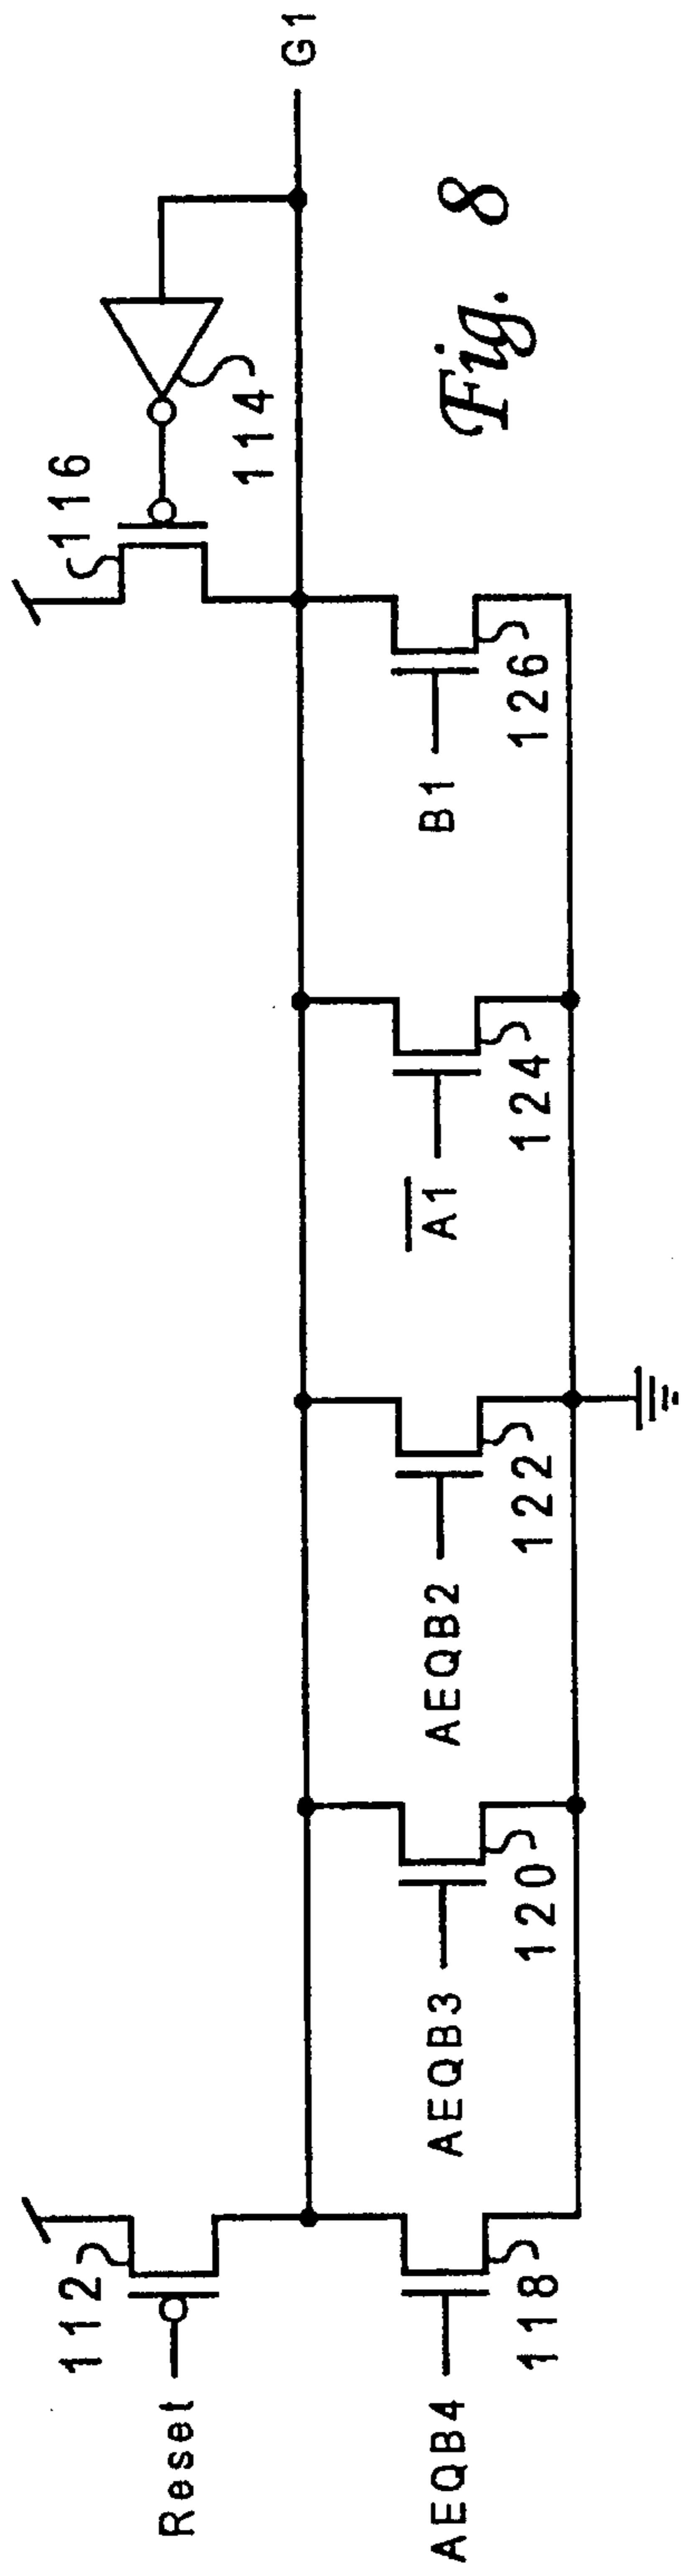 Reset
112
116
114
G1
AEQB4
118
AEQB3
120
AEQB2
122
A1
124
B1
126
Fig. 8